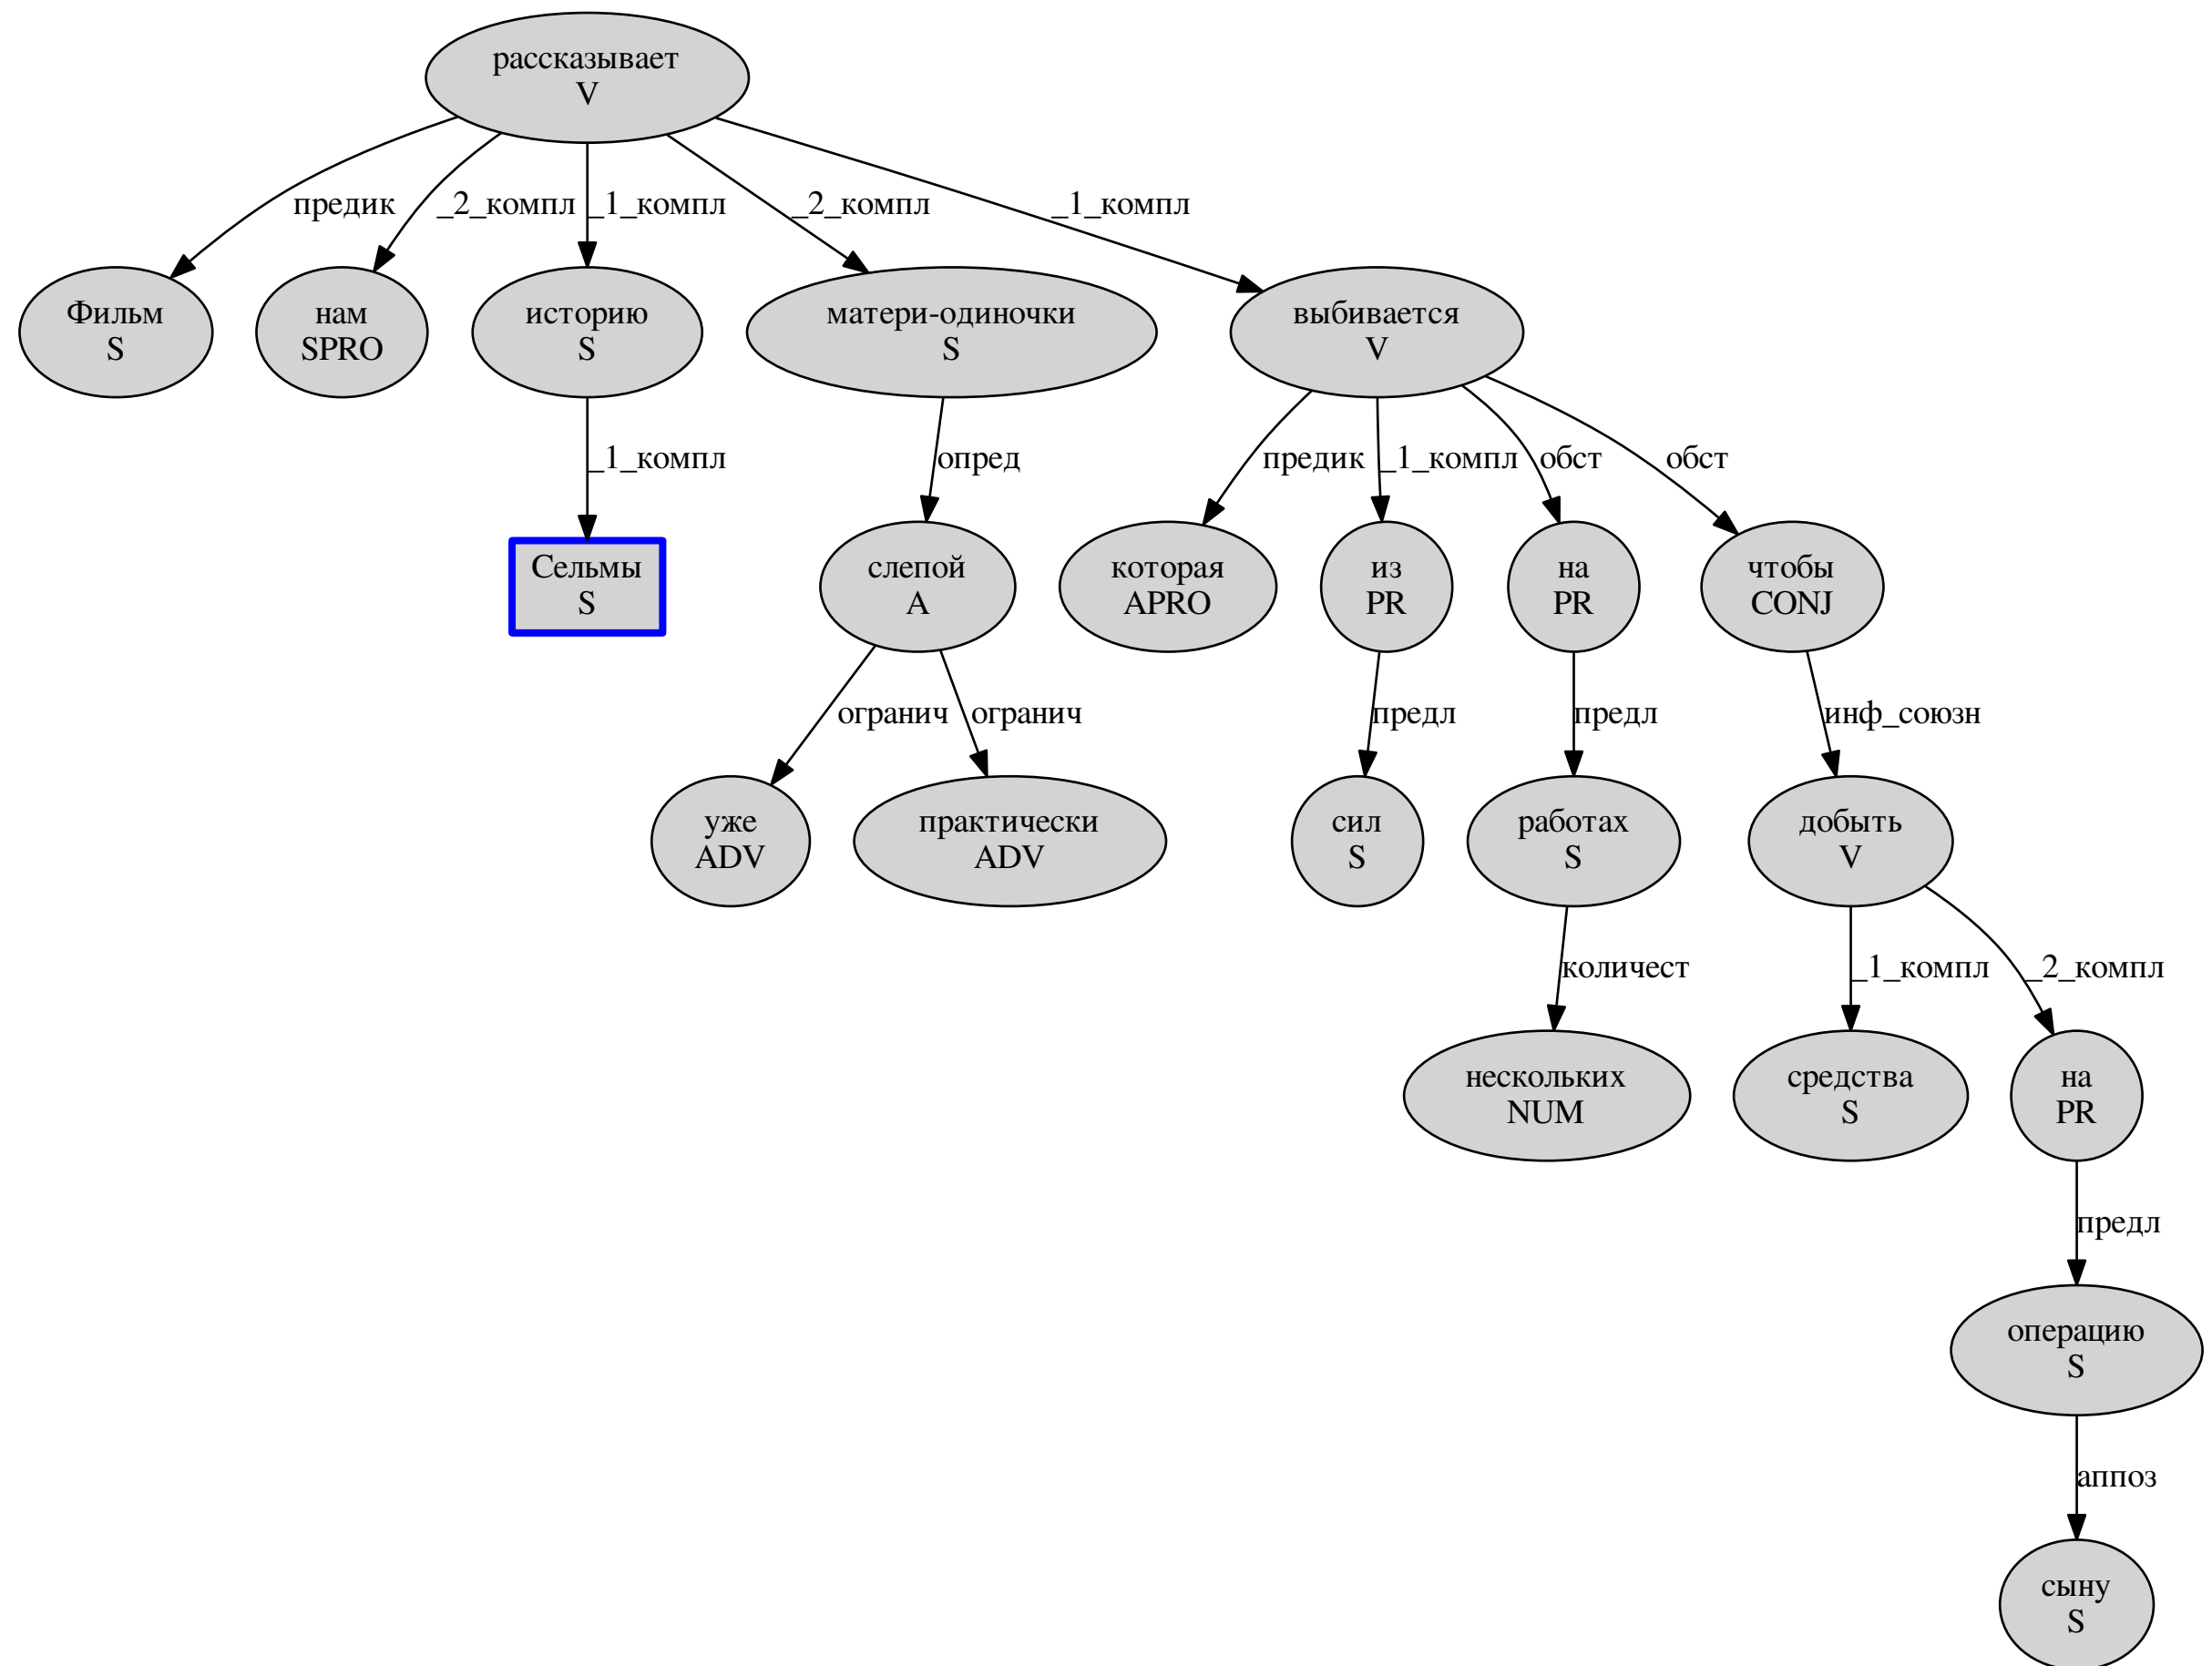 рассказывает
V
предик
_2_компл
_1_компл
_2_компл
_1_компл
Фильм
S
нам
SPRO
историю
S
матери-одиночки
S
выбивается
V
_1_компл
опред
предик
_1_компл
обст
обст
Сельмы
S
слепой
A
которая
APRO
из
PR
на
PR
чтобы
CONJ
огранич
огранич
предл
предл
инф_союзн
уже
ADV
практически
ADV
сил
S
работах
S
добыть
V
количест
_1_компл
_2_компл
нескольких
NUM
средства
S
на
PR
предл
операцию
S
аппоз
сыну
S